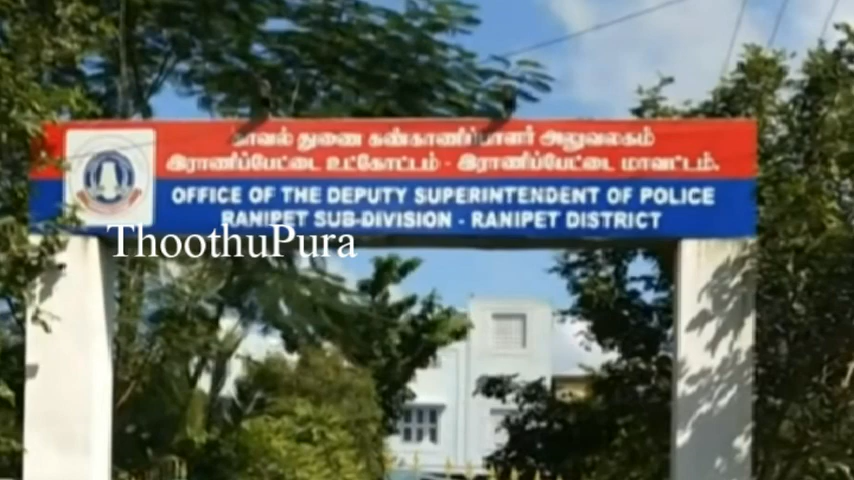 காவல் துணை கண்காணிப்பாளர் அலுவலகம்
இராணிப்பேட்டை உட்கோட்டம் - இராணிப்பேட்டை மாவட்டம்.
OFFICE OF THE DEPUTY SUPERINTENDENT OF POLICE
RANIPET SUB-DIVISION - RANIPET DISTRICT
ThoothuPura